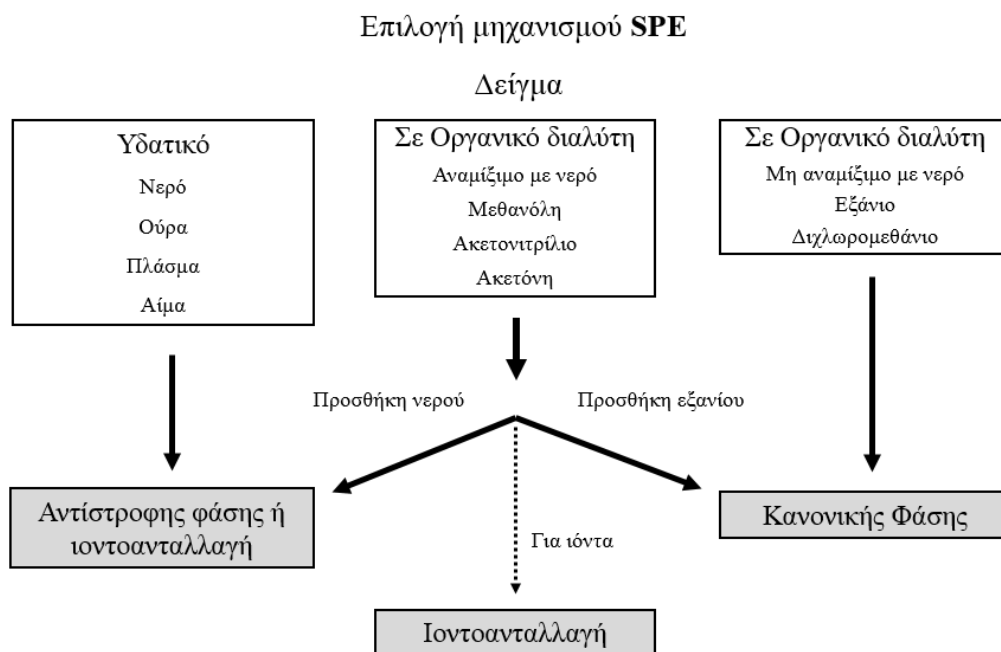 Επιλογή μηχανισμού SPE
Δείγμα
Υδατικό
Νερό
Ούρα
Πλάσμα
Αίμα
Σε Οργανικό διαλύτη
Αναμίξιμο με νερό
Μεθανόλη
Ακετονιτρίλιο
Ακετόνη
Σε Οργανικό διαλύτη
Μη αναμίξιμο με νερό
Εξάνιο
Διχλωρομεθάνιο
Προσθήκη νερού
Προσθήκη εξανίου
Αντίστροφης φάσης ή
ιοντοανταλλαγή
Για ιόντα
Κανονικής Φάσης
Ιοντοανταλλαγή